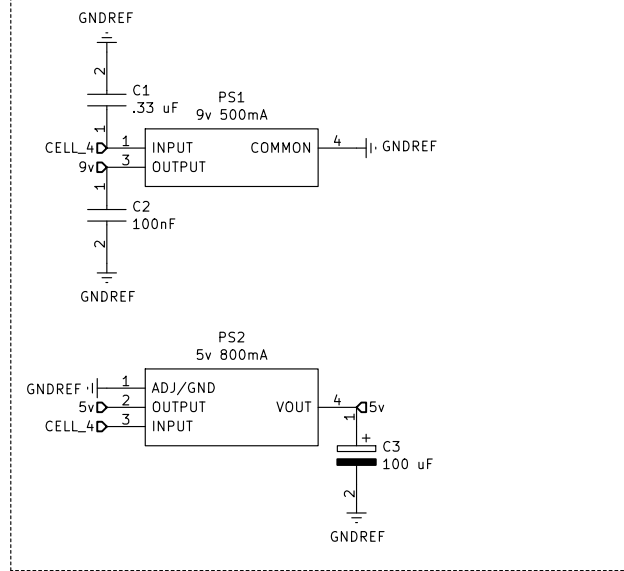 GNDREF
2
C1
.33 uF
1
PS1
9v 500mA
CELL_4 1 INPUT COMMON 4 GNDREF
9v 3 OUTPUT
1
C2
100nF
2
GNDREF
PS2
5v 800mA
GNDREF 1 ADJ/GND
5v 2 OUTPUT VOUT 4 5v
CELL_4 3 INPUT
1
+
C3
100 uF
2
GNDREF